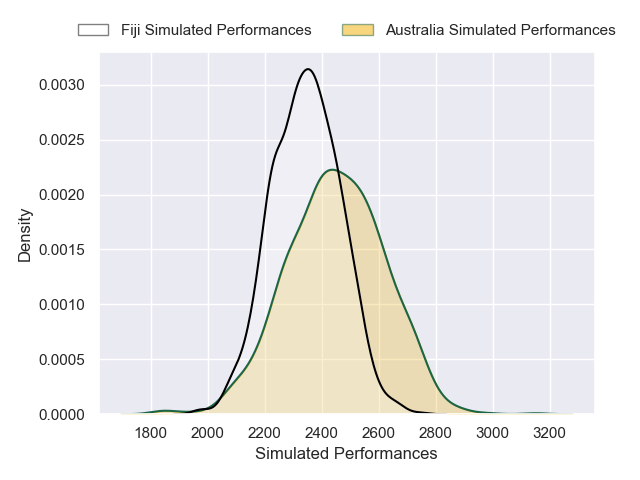 Fiji Simulated Performances
Australia Simulated Performances
Density
0.0030
0.0025
0.0020
0.0015
0.0010
0.0005
0.0000
1800 2000 2200 2400 2600 2800 3000 3200
Simulated Performances